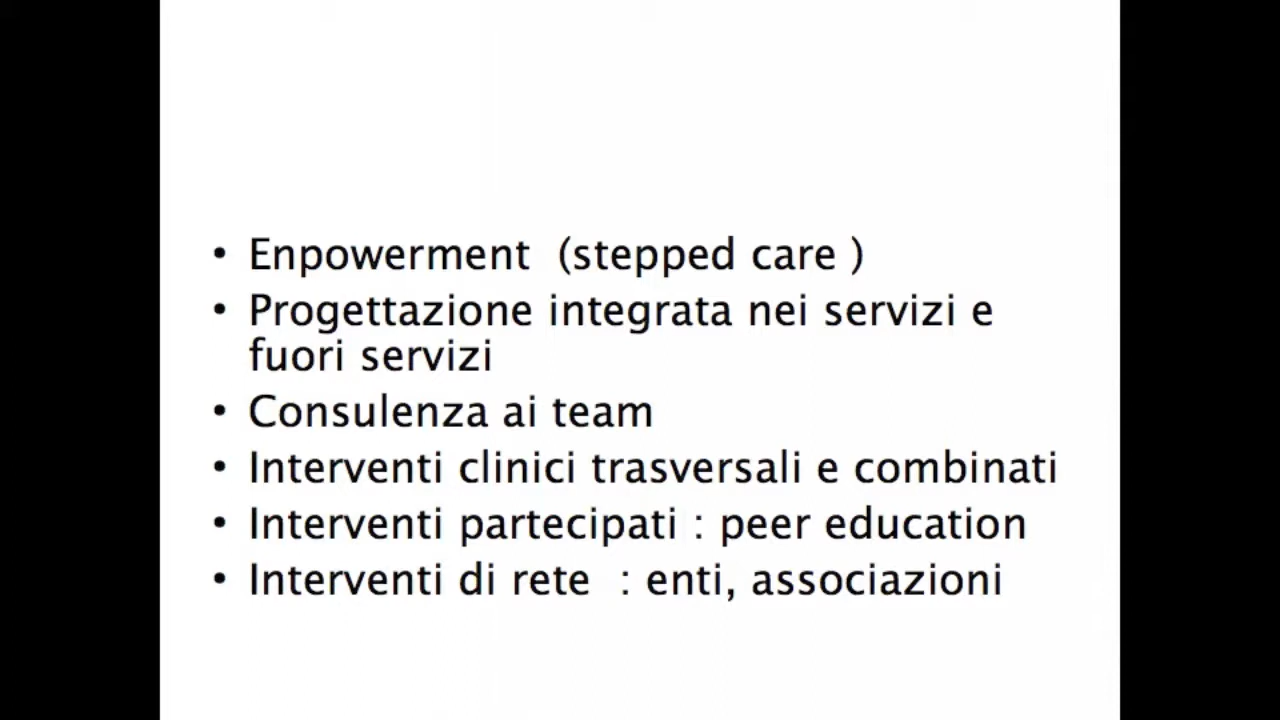 • Enpowerment  (stepped care )
• Progettazione integrata nei servizi e
fuori servizi
• Consulenza ai team
• Interventi clinici trasversali e combinati
• Interventi partecipati : peer education
• Interventi di rete  : enti, associazioni